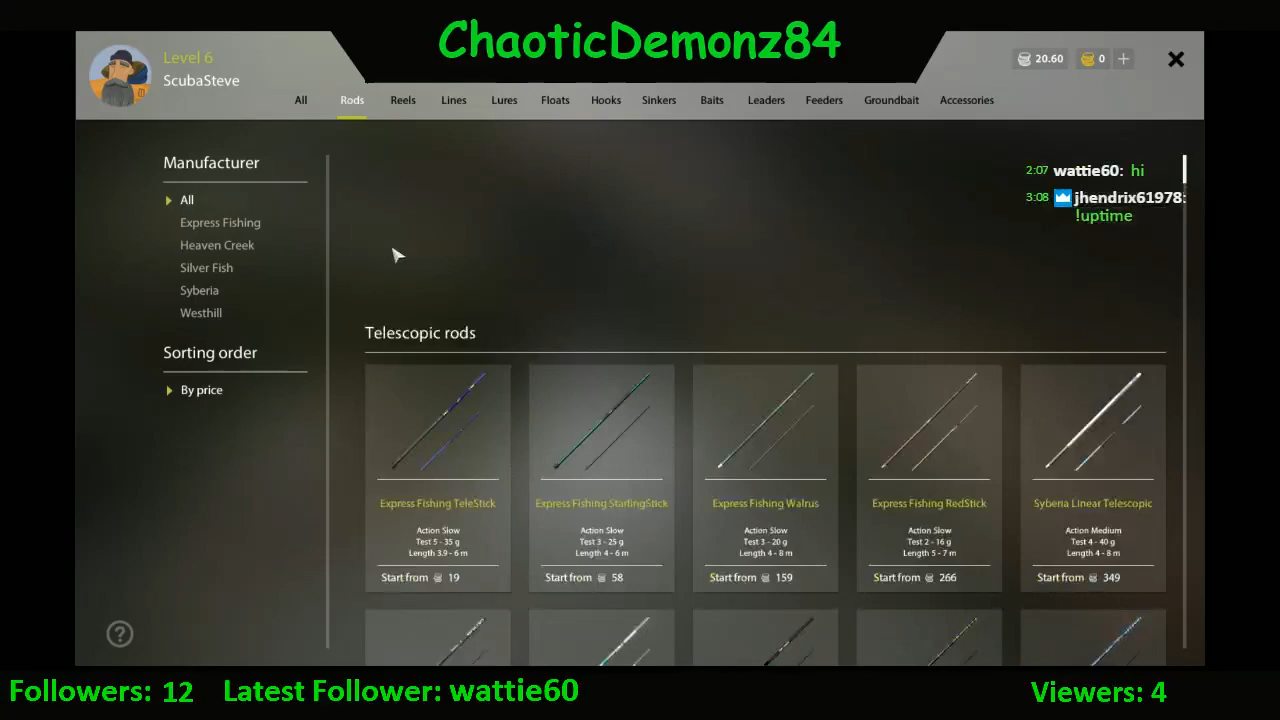 ChaoticDemonz84
Level 6
ScubaSteve
20.60
0
All Rods Reels Lines Lures Floats Hooks Sinkers Baits Leaders Feeders Groundbait Accessories
Manufacturer
All
Express Fishing
Heaven Creek
Silver Fish
Syberia
Westhill
Sorting order
By price
2:07 wattie60: hi
3:08 jhendrix61978:
!uptime
Telescopic rods
Express Fishing TeleStick
Action Slow
Test 5 - 35 g
Length 3.9 - 6 m
Start from 19
Express Fishing StartingStick
Action Slow
Test 3 - 25 g
Length 4 - 6 m
Start from 58
Express Fishing Walrus
Action Slow
Test 3 - 20 g
Length 4 - 8 m
Start from 159
Express Fishing RedStick
Action Slow
Test 2 - 16 g
Length 5 - 7 m
Start from 266
Syberia Linear Telescopic
Action Medium
Test 4 - 40 g
Length 4 - 8 m
Start from 349
?
Followers: 12 Latest Follower: wattie60 Viewers: 4